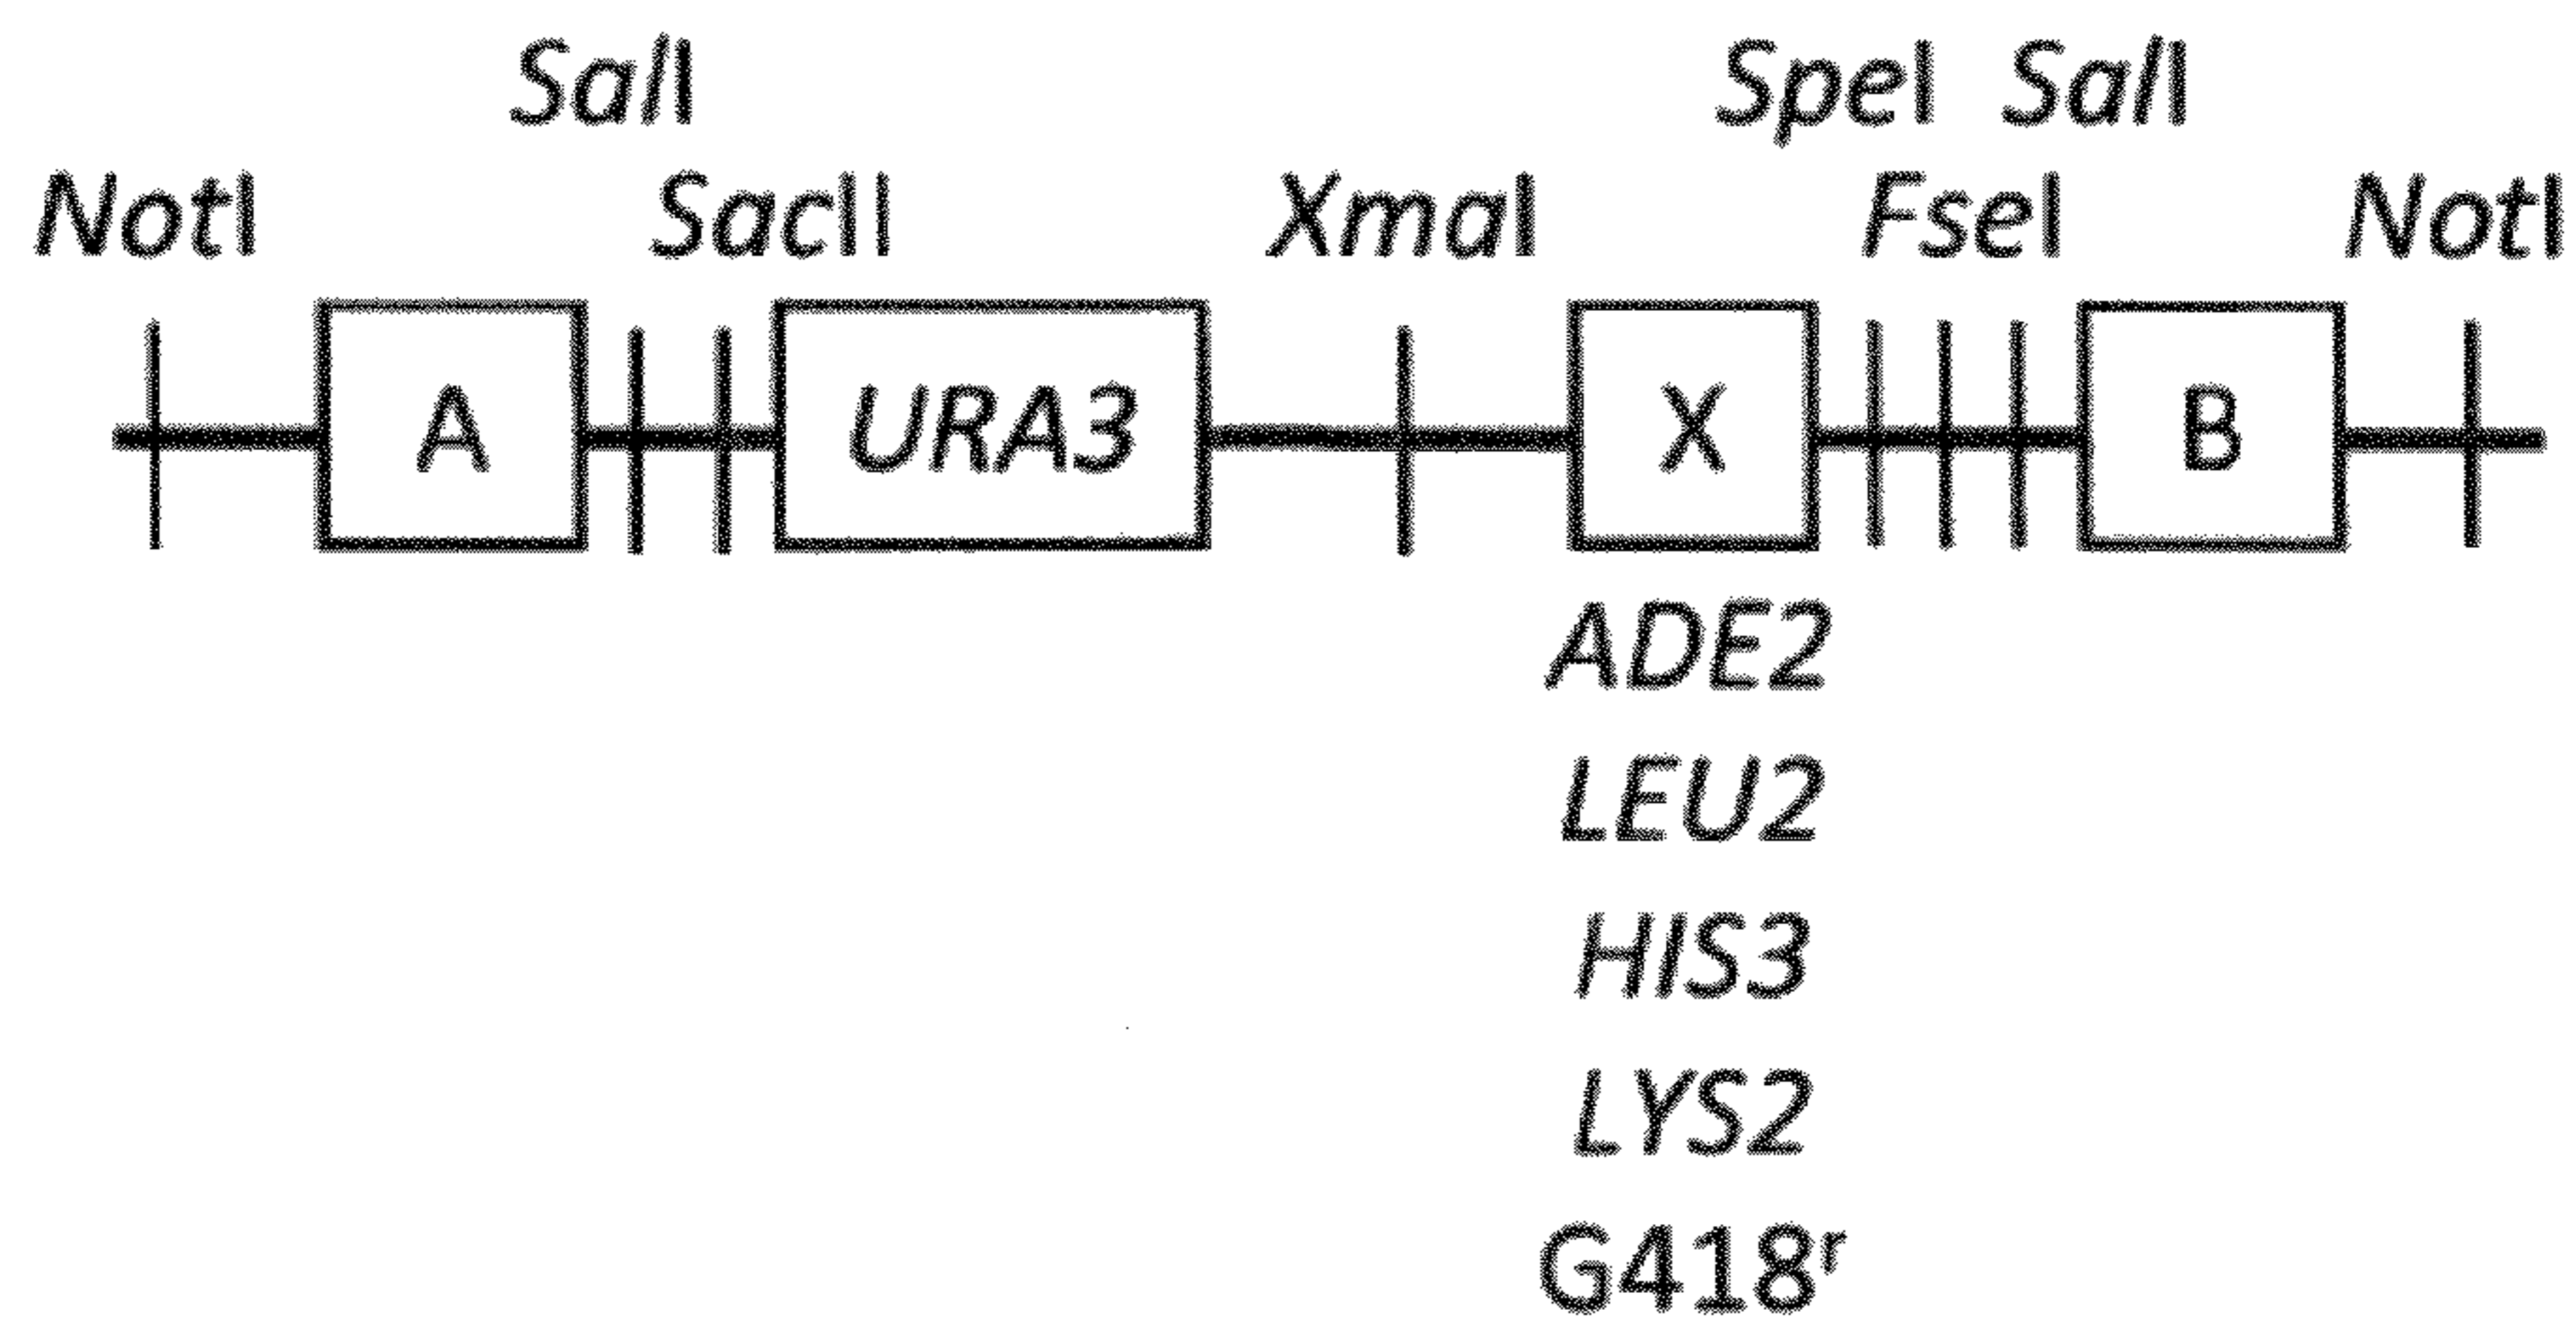 SalI SpeI SalI
NotI SacII XmaI FseI NotI
A URA3 X B
ADE2
LEU2
HIS3
LYS2
G418ʳ